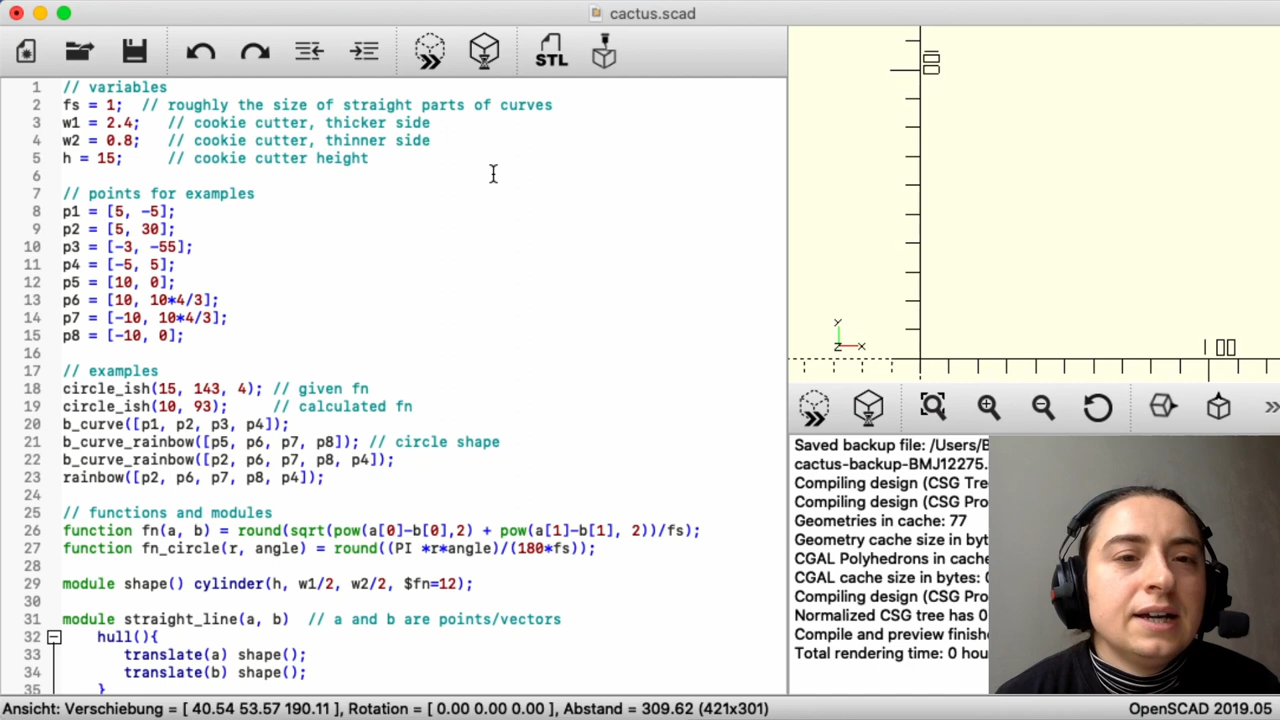 cactus.scad
STL
1 // variables
2 fs = 1; // roughly the size of straight parts of curves
3 w1 = 2.4; // cookie cutter, thicker side
4 w2 = 0.8; // cookie cutter, thinner side
5 h = 15; // cookie cutter height
6
7 // points for examples
8 p1 = [5, -5];
9 p2 = [5, 30];
10 p3 = [-3, -55];
11 p4 = [-5, 5];
12 p5 = [10, 0];
13 p6 = [10, 10*4/3];
14 p7 = [-10, 10*4/3];
15 p8 = [-10, 0];
16
17 // examples
18 circle_ish(15, 143, 4); // given fn
19 circle_ish(10, 93); // calculated fn
20 b_curve([p1, p2, p3, p4]);
21 b_curve_rainbow([p5, p6, p7, p8]); // circle shape
22 b_curve_rainbow([p2, p6, p7, p8, p4]);
23 rainbow([p2, p6, p7, p8, p4]);
24
25 // functions and modules
26 function fn(a, b) = round(sqrt(pow(a[0]-b[0],2) + pow(a[1]-b[1], 2))/fs);
27 function fn_circle(r, angle) = round((PI *r*angle)/(180*fs));
28
29 module shape() cylinder(h, w1/2, w2/2, $fn=12);
30
31 module straight_line(a, b) // a and b are points/vectors
32 hull(){
33 translate(a) shape();
34 translate(b) shape();
35 }
Y
Z X
Saved backup file: /Users/B
cactus-backup-BMJ12275.
Compiling design (CSG Tre
Compiling design (CSG Pro
Geometries in cache: 77
Geometry cache size in byt
CGAL Polyhedrons in cache
CGAL cache size in bytes: 0
Compiling design (CSG Pro
Normalized CSG tree has 0
Compile and preview finishe
Total rendering time: 0 hou
Ansicht: Verschiebung = [ 40.54 53.57 190.11 ], Rotation = [ 0.00 0.00 0.00 ], Abstand = 309.62 (421x301)
OpenSCAD 2019.05